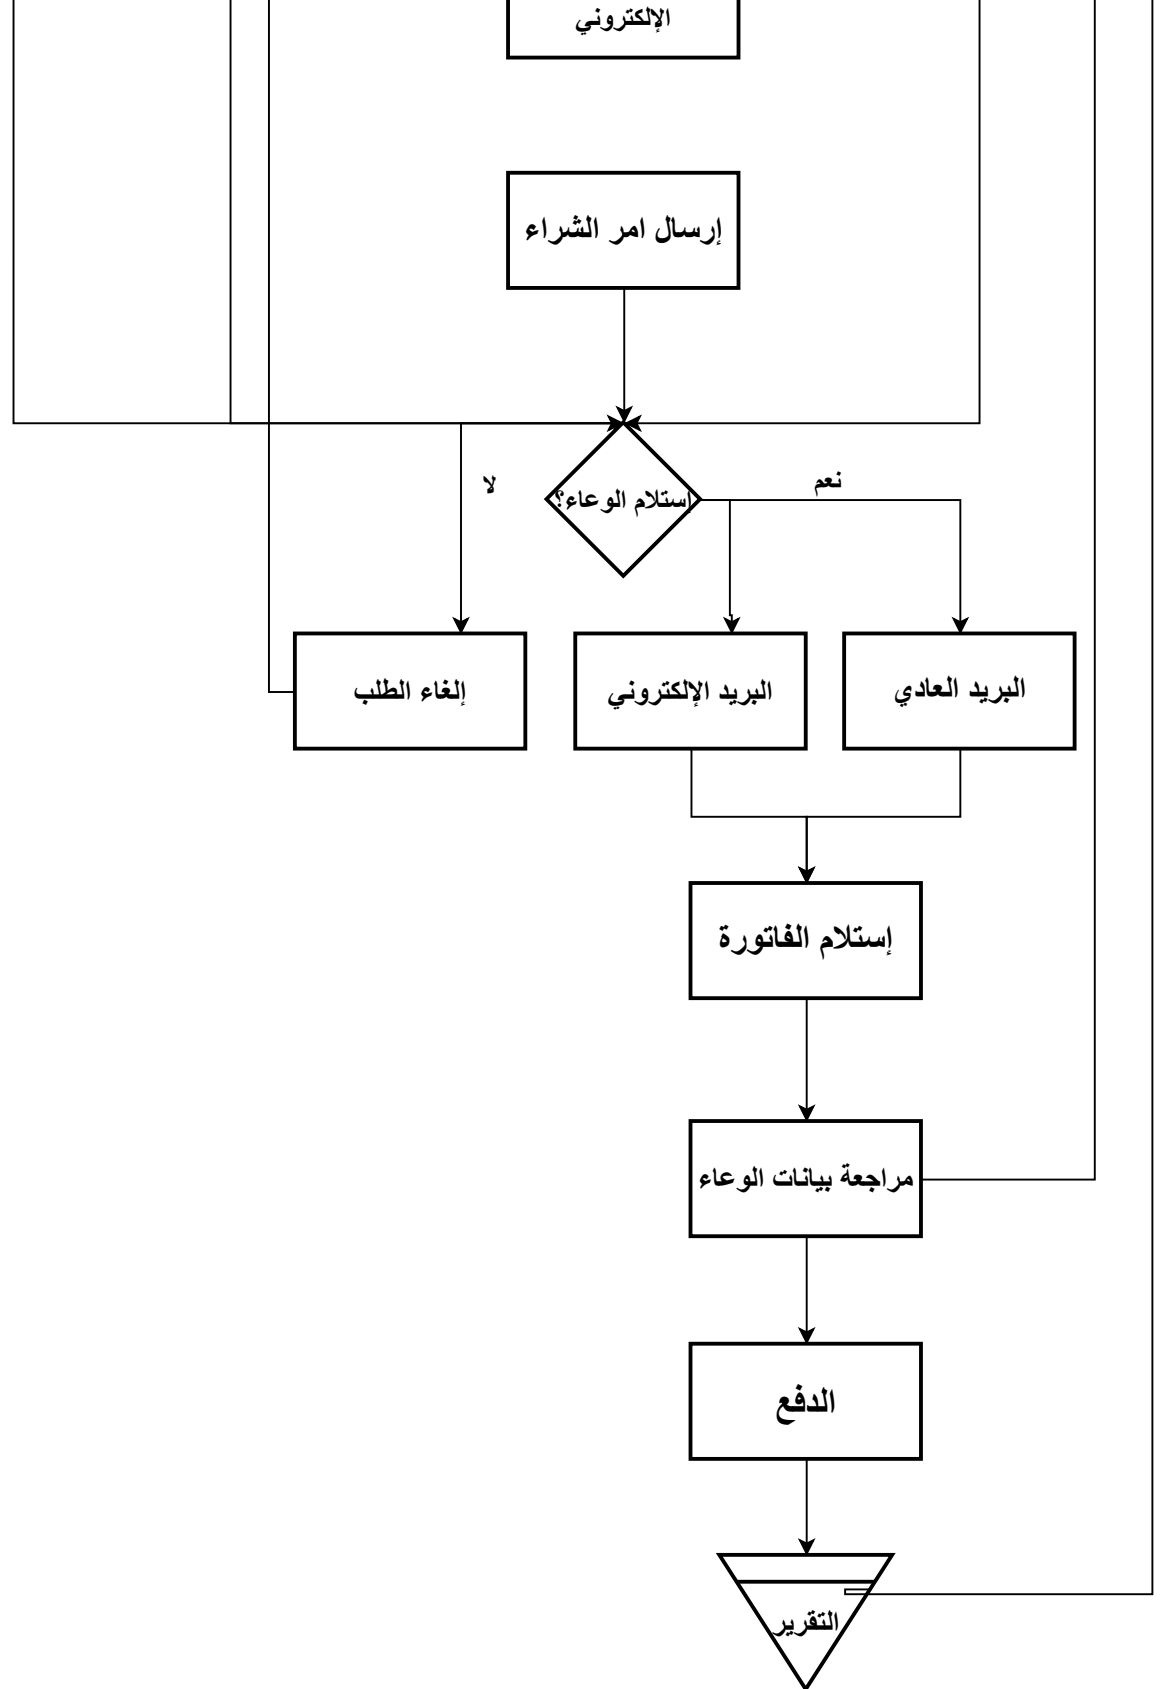 الإلكتروني
إرسال امر الشراء
نعم
لا
إستلام الوعاء؟
البريد العادي
البريد الإلكتروني
إلغاء الطلب
إستلام الفاتورة
مراجعة بيانات الوعاء
الدفع
التقرير